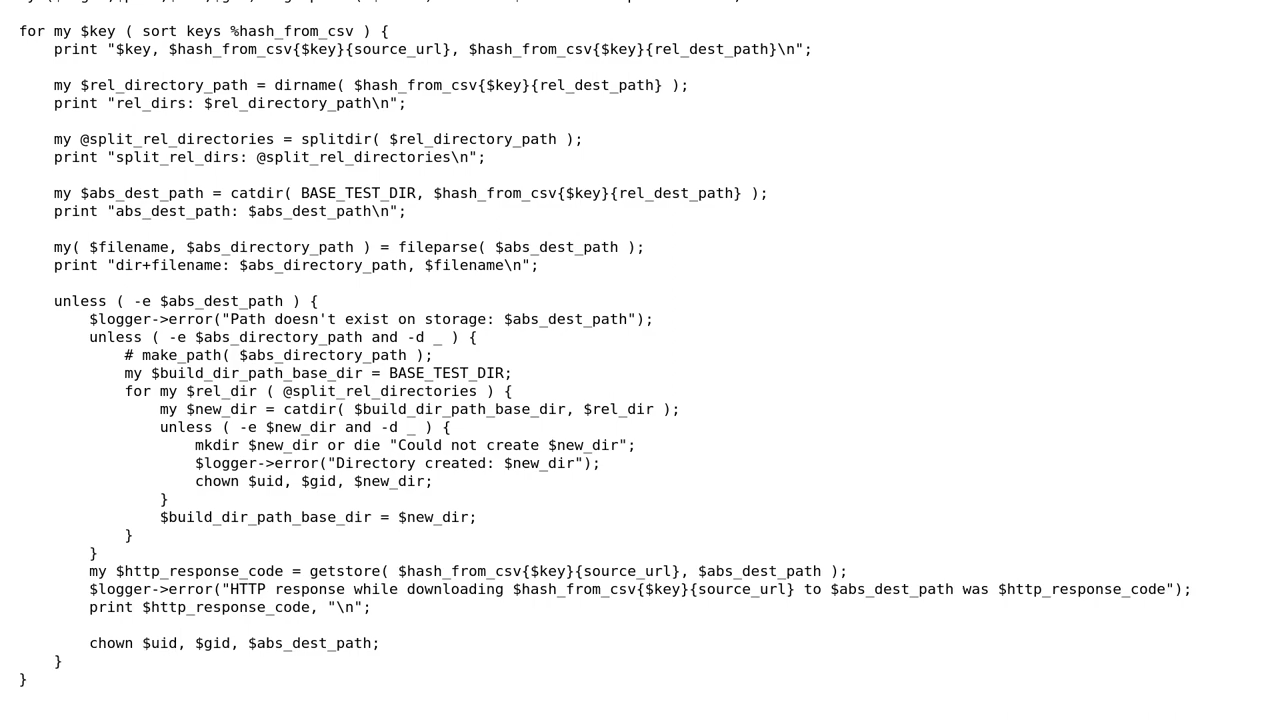 for my $key ( sort keys %hash_from_csv ) {
    print "$key, $hash_from_csv{$key}{source_url}, $hash_from_csv{$key}{rel_dest_path}\n";

    my $rel_directory_path = dirname( $hash_from_csv{$key}{rel_dest_path} );
    print "rel_dirs: $rel_directory_path\n";

    my @split_rel_directories = splitdir( $rel_directory_path );
    print "split_rel_dirs: @split_rel_directories\n";

    my $abs_dest_path = catdir( BASE_TEST_DIR, $hash_from_csv{$key}{rel_dest_path} );
    print "abs_dest_path: $abs_dest_path\n";

    my( $filename, $abs_directory_path ) = fileparse( $abs_dest_path );
    print "dir+filename: $abs_directory_path, $filename\n";

    unless ( -e $abs_dest_path ) {
        $logger->error("Path doesn't exist on storage: $abs_dest_path");
        unless ( -e $abs_directory_path and -d _ ) {
            # make_path( $abs_directory_path );
            my $build_dir_path_base_dir = BASE_TEST_DIR;
            for my $rel_dir ( @split_rel_directories ) {
                my $new_dir = catdir( $build_dir_path_base_dir, $rel_dir );
                unless ( -e $new_dir and -d _ ) {
                    mkdir $new_dir or die "Could not create $new_dir";
                    $logger->error("Directory created: $new_dir");
                    chown $uid, $gid, $new_dir;
                }
                $build_dir_path_base_dir = $new_dir;
            }
        }
        my $http_response_code = getstore( $hash_from_csv{$key}{source_url}, $abs_dest_path );
        $logger->error("HTTP response while downloading $hash_from_csv{$key}{source_url} to $abs_dest_path was $http_response_code");
        print $http_response_code, "\n";

        chown $uid, $gid, $abs_dest_path;
    }
}